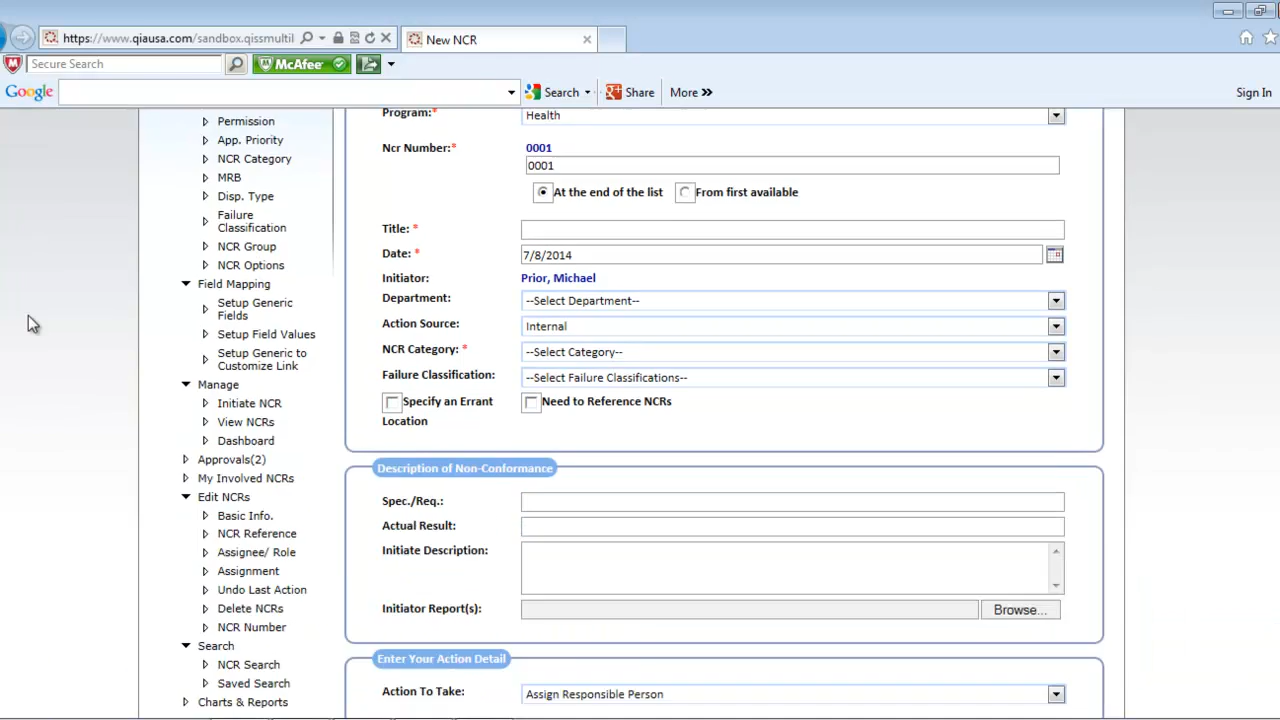 https://www.qiausa.com/sandbox.qissmultil
New NCR
Secure Search
McAfee
Google
Search
Share
More »
Sign In
Permission
App. Priority
NCR Category
MRB
Disp. Type
Failure
Classification
NCR Group
NCR Options
Field Mapping
Setup Generic
Fields
Setup Field Values
Setup Generic to
Customize Link
Manage
Initiate NCR
View NCRs
Dashboard
Approvals(2)
My Involved NCRs
Edit NCRs
Basic Info.
NCR Reference
Assignee/ Role
Assignment
Undo Last Action
Delete NCRs
NCR Number
Search
NCR Search
Saved Search
Charts & Reports
Program:* Health
Ncr Number:* 0001
0001
At the end of the list From first available
Title: *
Date: * 7/8/2014
Initiator: Prior, Michael
Department: --Select Department--
Action Source: Internal
NCR Category: * --Select Category--
Failure Classification: --Select Failure Classifications--
Specify an Errant Need to Reference NCRs
Location
Description of Non-Conformance
Spec./Req.:
Actual Result:
Initiate Description:
Initiator Report(s): Browse...
Enter Your Action Detail
Action To Take: Assign Responsible Person